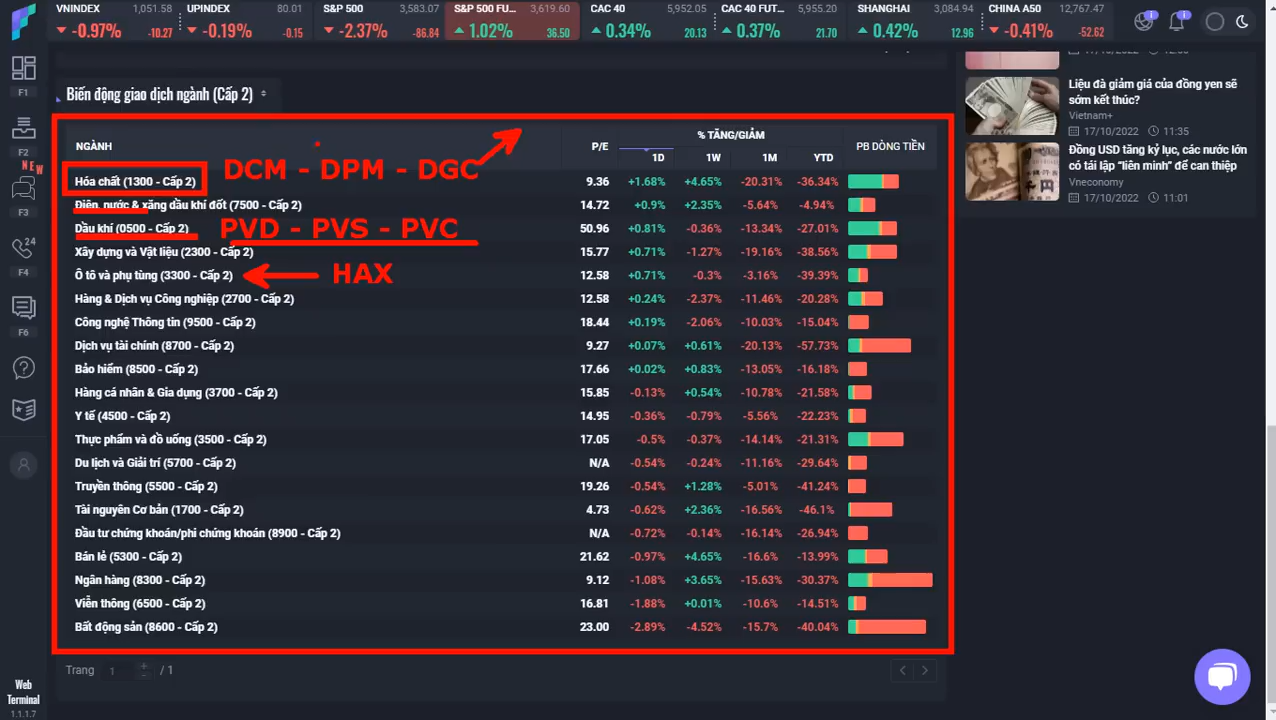 VNINDEX 1,051.58 -0.97% -10.27
UPINDEX 80.01 -0.19% -0.15
S&P 500 3,583.07 -2.37% -86.84
S&P 500 FU... 3,619.60 1.02% 36.50
CAC 40 5,952.05 0.34% 20.13
CAC 40 FUT... 5,955.15 0.37% 21.70
SHANGHAI 3,084.94 0.42% 12.96
CHINA A50 12,767.47 -0.41% -52.62
F1
F2
NEW
F3
24
F4
F6
Web
Terminal
1.1.1.7
Biến động giao dịch ngành (Cấp 2)
NGÀNH P/E % TĂNG/GIẢM PB DÒNG TIỀN
1D 1W 1M YTD
Hóa chất (1300 - Cấp 2) DCM - DPM - DGC 9.36 +1.68% +4.65% -20.31% -36.34%
Điện, nước & xăng dầu khí đốt (7500 - Cấp 2) 14.72 +0.9% +2.35% -5.64% -4.94%
Dầu khí (0500 - Cấp 2) PVD - PVS - PVC 50.96 +0.81% -0.36% -13.34% -27.01%
Xây dựng và Vật liệu (2300 - Cấp 2) 15.77 +0.71% -1.27% -19.16% -38.56%
Ô tô và phụ tùng (3300 - Cấp 2) HAX 12.58 +0.71% -0.3% -3.16% -39.39%
Hàng & Dịch vụ Công nghiệp (2700 - Cấp 2) 12.58 +0.24% -2.37% -11.46% -20.28%
Công nghệ Thông tin (9500 - Cấp 2) 18.44 +0.19% -2.06% -10.03% -15.04%
Dịch vụ tài chính (8700 - Cấp 2) 9.27 +0.07% +0.61% -20.13% -57.73%
Bảo hiểm (8500 - Cấp 2) 17.66 +0.02% +0.83% -13.05% -16.18%
Hàng cá nhân & Gia dụng (3700 - Cấp 2) 15.85 -0.13% +0.54% -10.78% -21.58%
Y tế (4500 - Cấp 2) 14.95 -0.36% -0.79% -5.56% -22.23%
Thực phẩm và đồ uống (3500 - Cấp 2) 17.05 -0.5% -0.37% -14.14% -21.31%
Du lịch và Giải trí (5700 - Cấp 2) N/A -0.54% -0.24% -11.16% -29.64%
Truyền thông (5500 - Cấp 2) 19.26 -0.54% +1.28% -5.01% -41.24%
Tài nguyên Cơ bản (1700 - Cấp 2) 4.73 -0.62% +2.36% -16.56% -46.1%
Đầu tư chứng khoán/phi chứng khoán (8900 - Cấp 2) N/A -0.72% -0.14% -16.14% -26.94%
Bán lẻ (5300 - Cấp 2) 21.62 -0.97% +4.65% -16.6% -13.99%
Ngân hàng (8300 - Cấp 2) 9.12 -1.08% +3.65% -15.63% -30.37%
Viễn thông (6500 - Cấp 2) 16.81 -1.88% +0.01% -10.6% -14.51%
Bất động sản (8600 - Cấp 2) 23.00 -2.89% -4.52% -15.7% -40.04%
Trang 1 / 1
Liệu đà giảm giá của đồng yen sẽ
sớm kết thúc?
Vietnam+
17/10/2022 11:35
Đồng USD tăng kỷ lục, các nước lớn
có tái lập “liên minh” để can thiệp
Vneconomy
17/10/2022 11:01